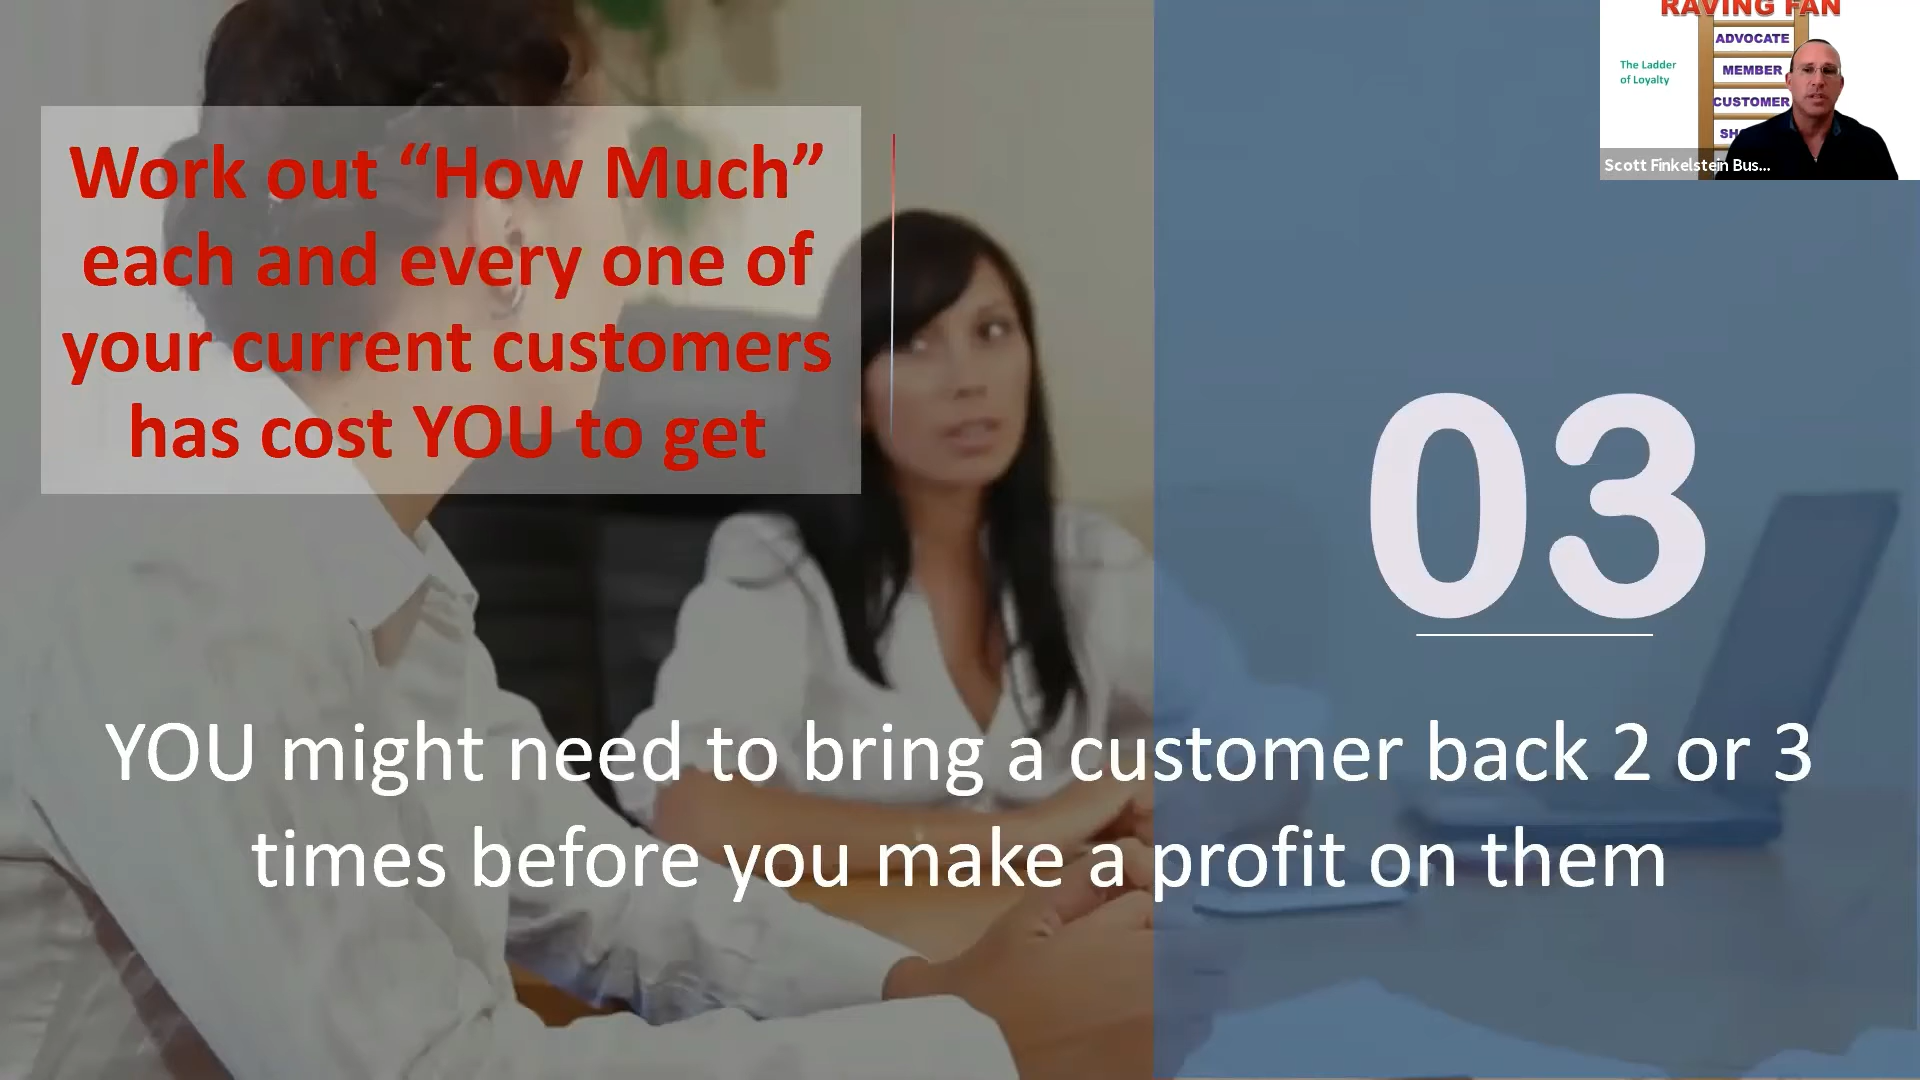 Work out “How Much”
each and every one of
your current customers
has cost YOU to get
RAVING FAN
ADVOCATE
The Ladder
of Loyalty
MEMBER
CUSTOMER
Scott Finkelstein Bus...
03
YOU might need to bring a customer back 2 or 3
times before you make a profit on them